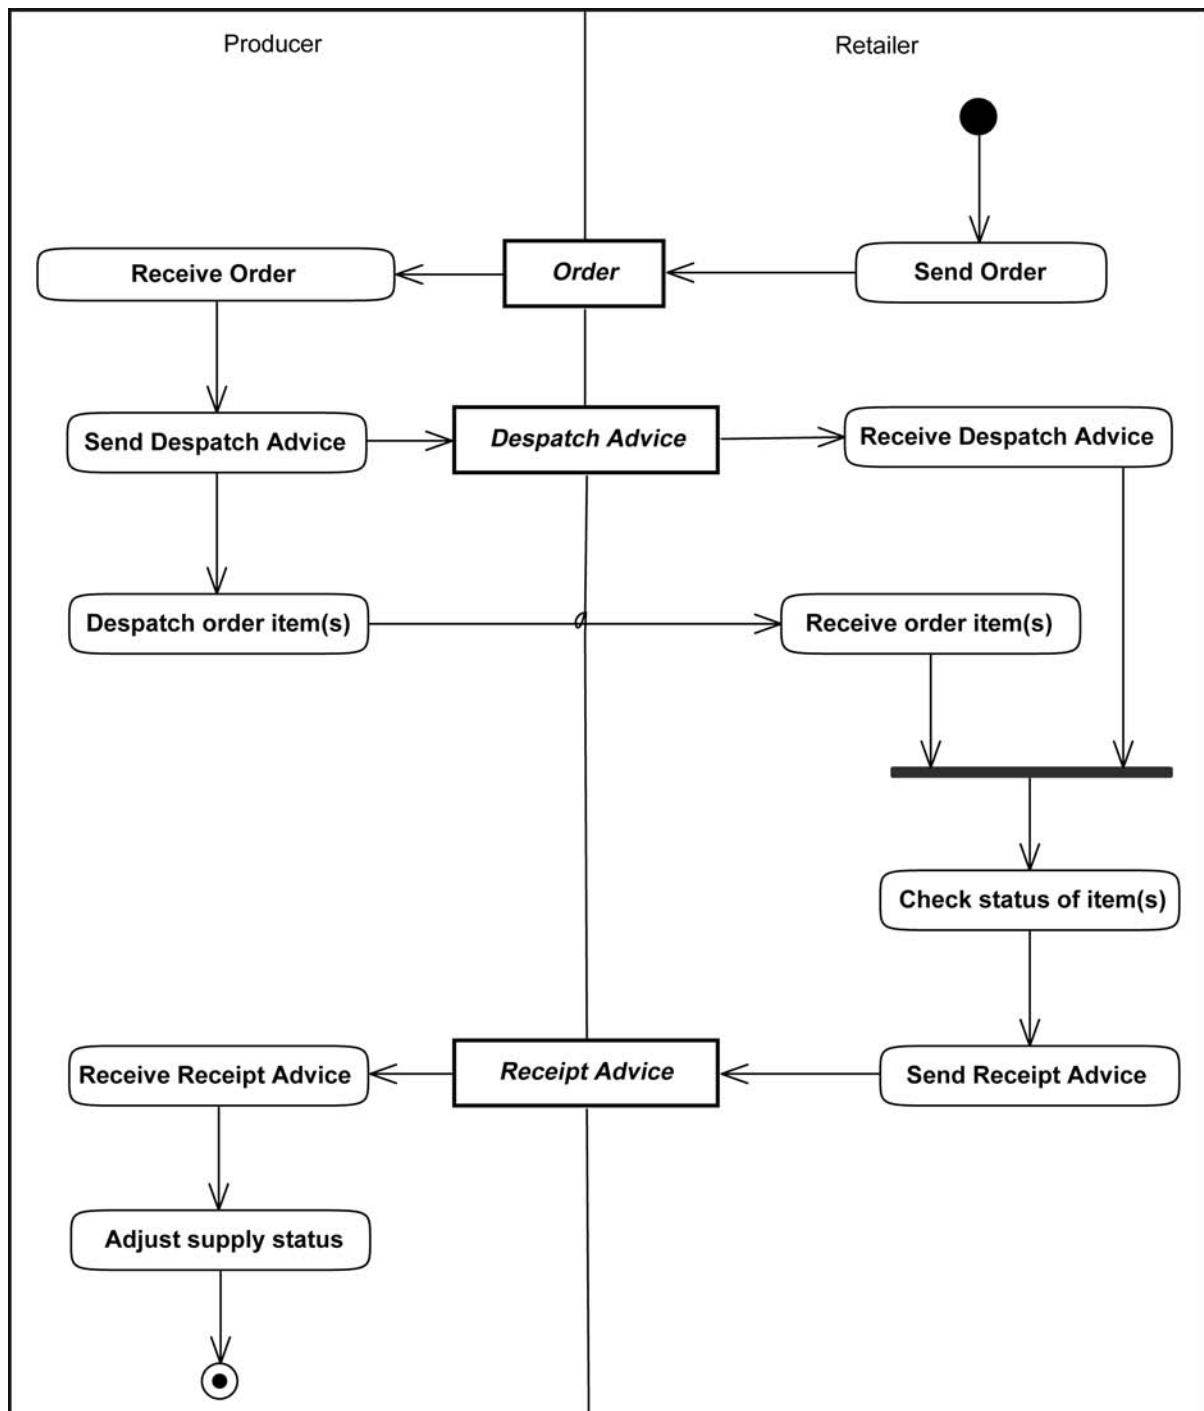 Producer
Retailer
Receive Order
Order
Send Order
Send Despatch Advice
Despatch Advice
Receive Despatch Advice
Despatch order item(s)
Receive order item(s)
Check status of item(s)
Receive Receipt Advice
Receipt Advice
Send Receipt Advice
Adjust supply status